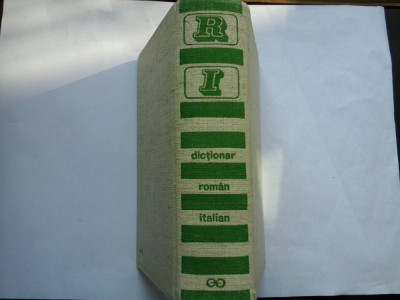 R
I
dicționar
român
italian